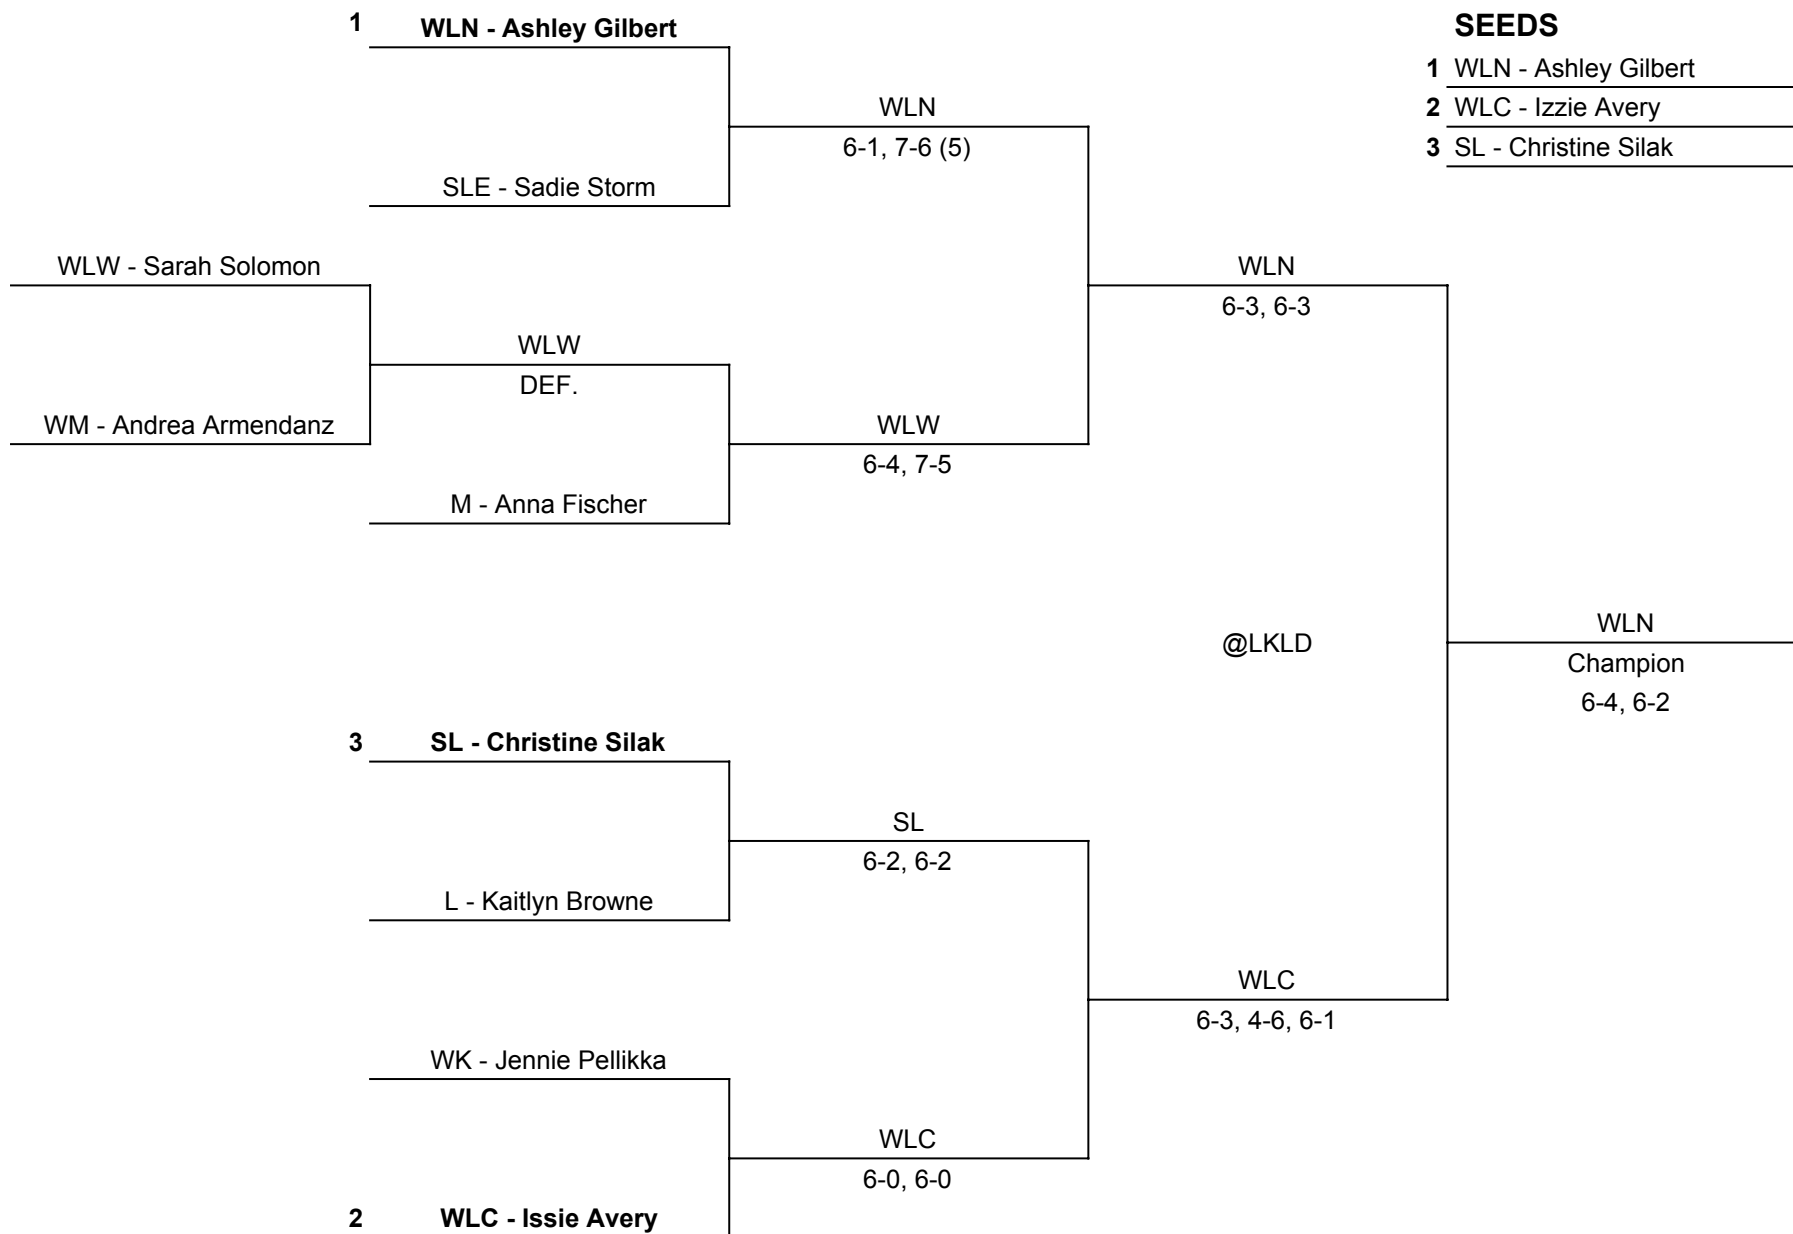 1 WLN - Ashley Gilbert
SEEDS
1 WLN - Ashley Gilbert
2 WLC - Izzie Avery
3 SL - Christine Silak
WLN
6-1, 7-6 (5)
SLE - Sadie Storm
WLW - Sarah Solomon
WLN
6-3, 6-3
WLW
DEF.
WM - Andrea Armendanz
WLW
6-4, 7-5
M - Anna Fischer
@LKLD
WLN
Champion
6-4, 6-2
3 SL - Christine Silak
SL
6-2, 6-2
L - Kaitlyn Browne
WLC
6-3, 4-6, 6-1
WK - Jennie Pellikka
WLC
6-0, 6-0
2 WLC - Issie Avery